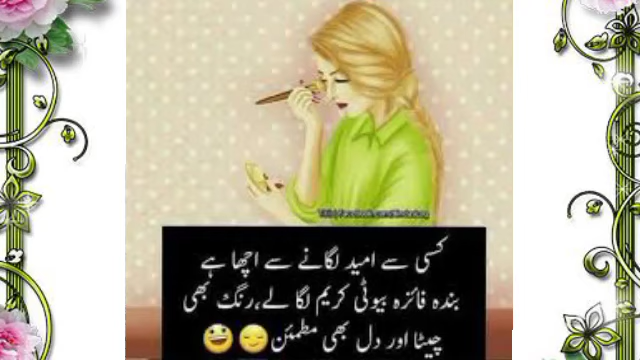 کسی سے امید لگانے سے اچھا ہے
بندہ فائزہ بیوٹی کریم لگا لے،رنگ بھی
چیٹا اور دل بھی مطمئن😏😃